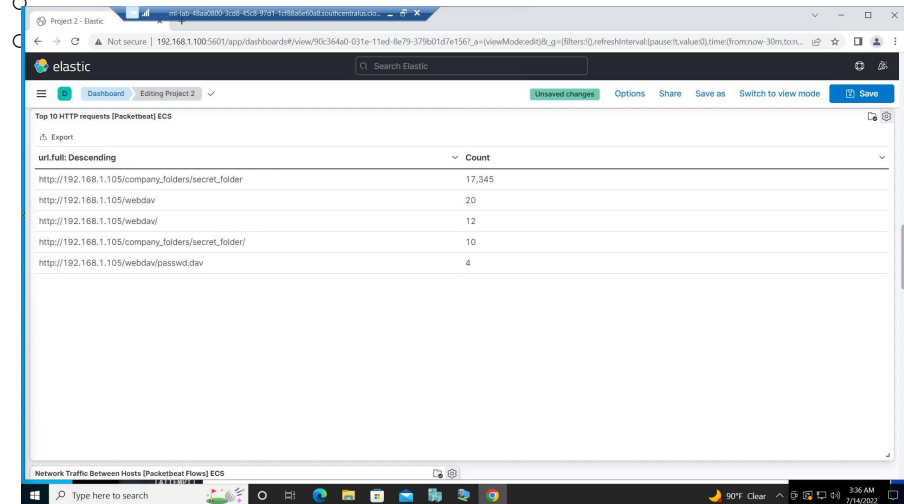 Project 2 - Elastic
ml-lab-48aa0800-3cd8-45c8-97d1-1cf88a6e60a8.southcentralus.clo...
Not secure | 192.168.1.100:5601/app/dashboards#/view/90c364a0-031e-11ed-8e79-379b01d7e156?_a=(viewMode:edit)&_g=(filters:!(),refreshInterval:(pause:!t,value:0),time:(from:now-30m,to:n...
elastic
Search Elastic
D Dashboard Editing Project 2 Unsaved changes Options Share Save as Switch to view mode Save
Top 10 HTTP requests [Packetbeat] ECS
Export
url.full: Descending Count
http://192.168.1.105/company_folders/secret_folder 17,345
http://192.168.1.105/webdav 20
http://192.168.1.105/webdav/ 12
http://192.168.1.105/company_folders/secret_folder/ 10
http://192.168.1.105/webdav/passwd.dav 4
Network Traffic Between Hosts [Packetbeat Flows] ECS
[ATTEMPT]
Type here to search
90°F Clear
3:36 AM
7/14/2022